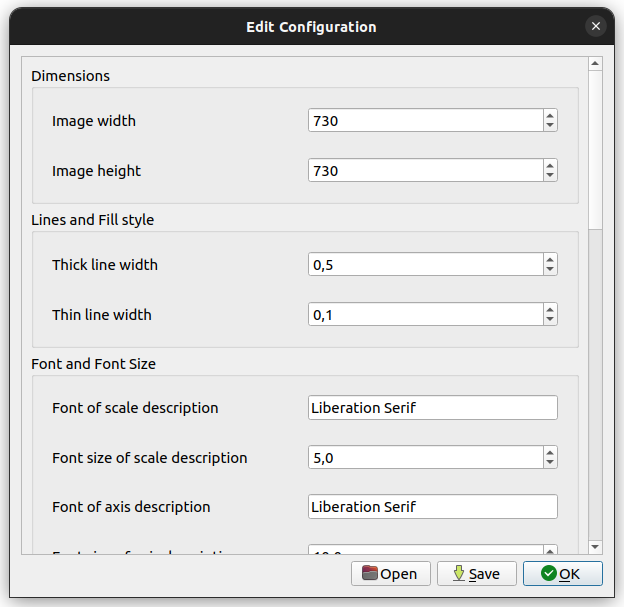 Edit Configuration
Dimensions
Image width 730
Image height 730
Lines and Fill style
Thick line width 0,5
Thin line width 0,1
Font and Font Size
Font of scale description Liberation Serif
Font size of scale description 5,0
Font of axis description Liberation Serif
Open Save OK